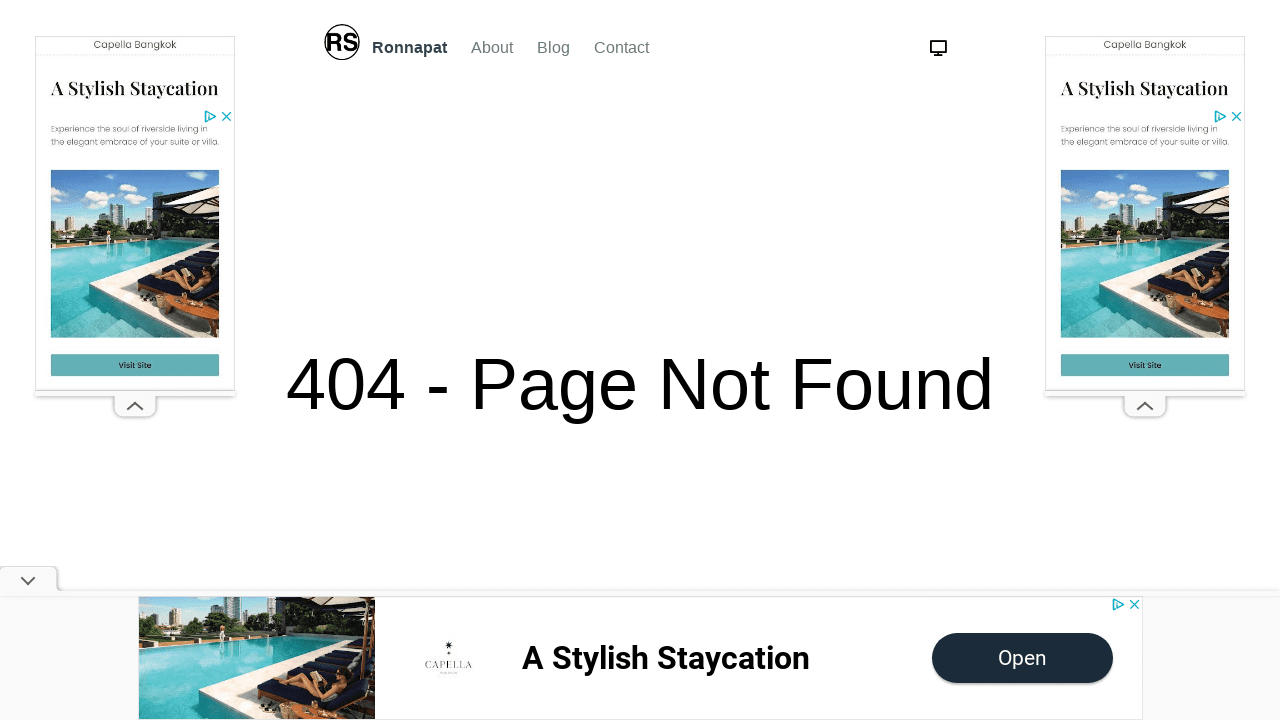 RS Ronnapat About Blog Contact
Capella Bangkok
A Stylish Staycation
Experience the soul of riverside living in
the elegant embrace of your suite or villa.
Visit Site
Capella Bangkok
A Stylish Staycation
Experience the soul of riverside living in
the elegant embrace of your suite or villa.
Visit Site
404 - Page Not Found
CAPELLA
A Stylish Staycation
Open